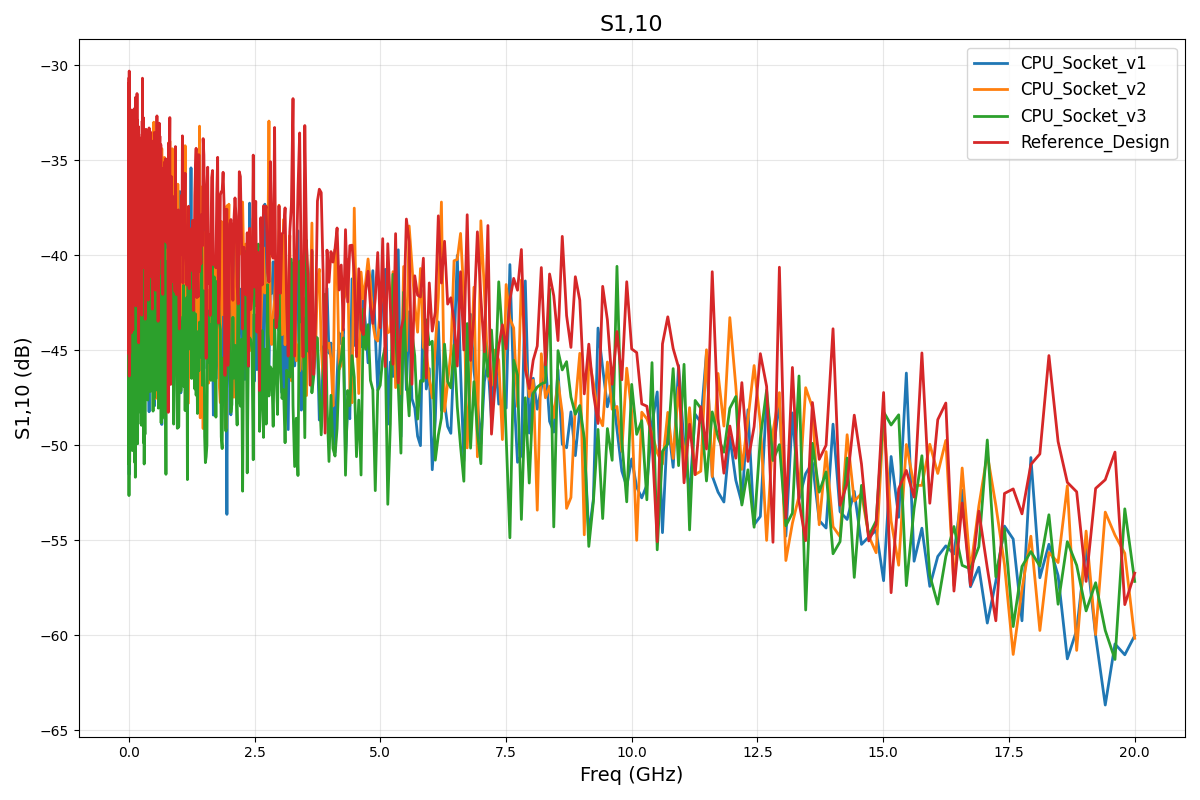 S1,10
CPU_Socket_v1
CPU_Socket_v2
CPU_Socket_v3
Reference_Design
S1,10 (dB)
−30
−35
−40
−45
−50
−55
−60
−65
0.0 2.5 5.0 7.5 10.0 12.5 15.0 17.5 20.0
Freq (GHz)